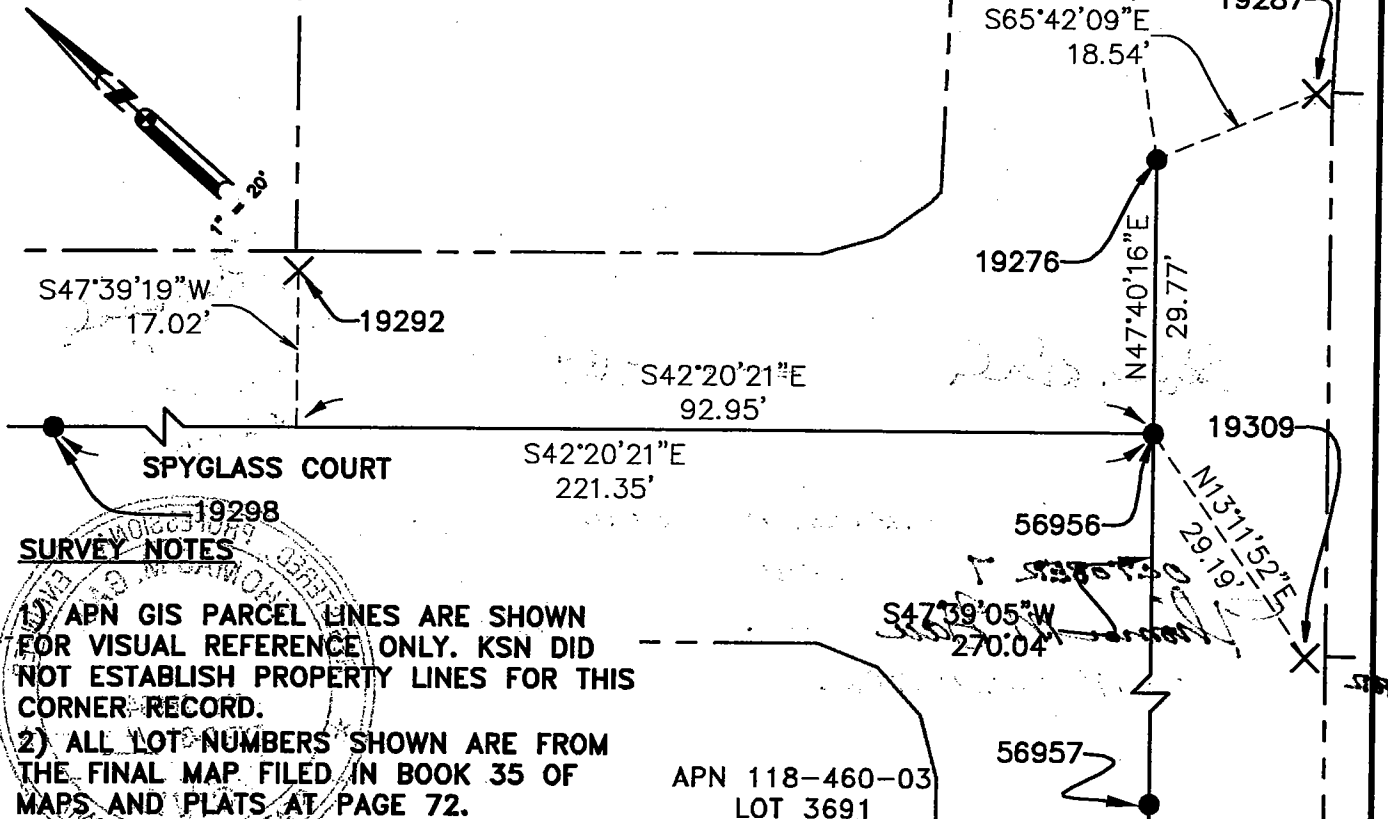 19287
S65°42'09"E
18.54'
N
1" = 20'
19276
N47°40'16"E
29.77'
S47°39'19"W
17.02'
19292
S42°20'21"E
92.95'
19309
SPYGLASS COURT
S42°20'21"E
221.35'
N13°11'52"E
29.19'
19298
56956
SURVEY NOTES
S47°39'05"W
270.04'
1) APN GIS PARCEL LINES ARE SHOWN
FOR VISUAL REFERENCE ONLY. KSN DID
NOT ESTABLISH PROPERTY LINES FOR THIS
CORNER RECORD.
2) ALL LOT NUMBERS SHOWN ARE FROM
THE FINAL MAP FILED IN BOOK 35 OF
MAPS AND PLATS AT PAGE 72.
56957
APN 118-460-03
LOT 3691